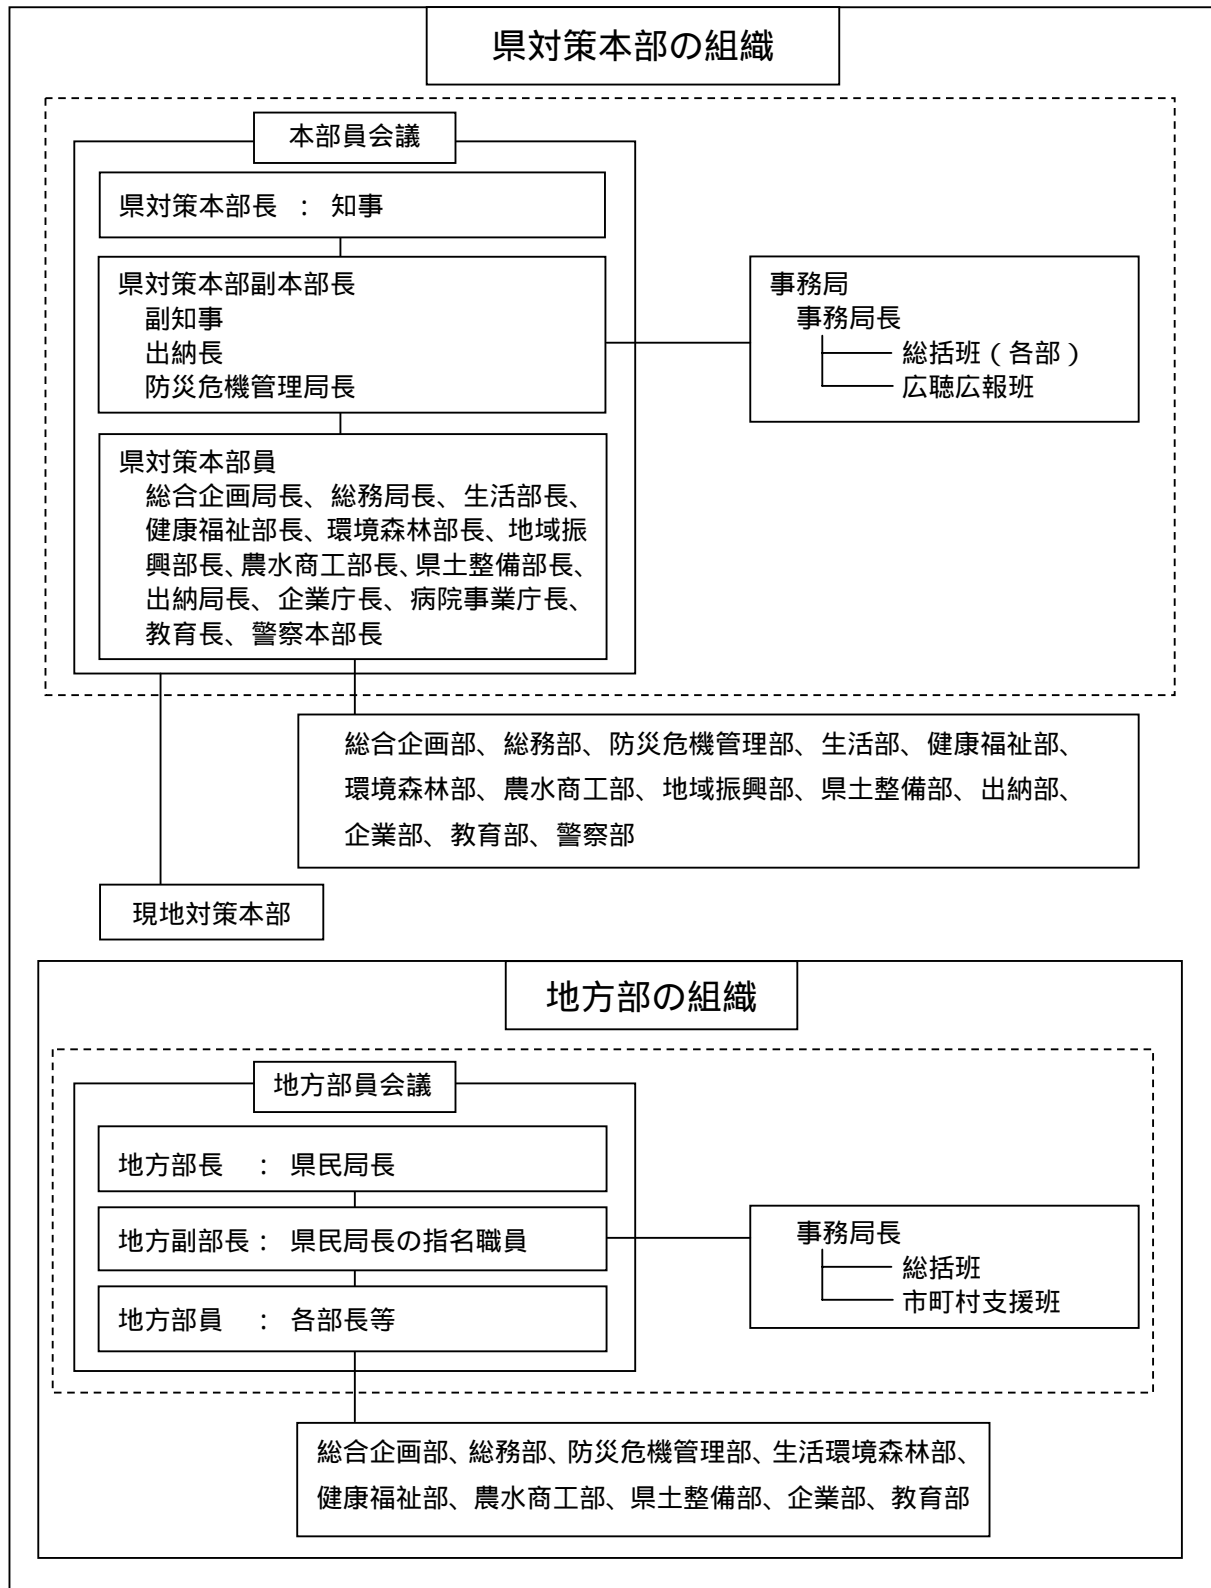 県対策本部の組織
本部員会議
県対策本部長 : 知事
県対策本部副本部長
副知事
出納長
防災危機管理局長
事務局
事務局長
総括班(各部)
広聴広報班
県対策本部員
総合企画局長、総務局長、生活部長、
健康福祉部長、環境森林部長、地域振
興部長、農水商工部長、県土整備部長、
出納局長、企業庁長、病院事業庁長、
教育長、警察本部長
総合企画部、総務部、防災危機管理部、生活部、健康福祉部、
環境森林部、農水商工部、地域振興部、県土整備部、出納部、
企業部、教育部、警察部
現地対策本部
地方部の組織
地方部員会議
地方部長 : 県民局長
地方副部長 : 県民局長の指名職員
地方部員 : 各部長等
事務局長
総括班
市町村支援班
総合企画部、総務部、防災危機管理部、生活環境森林部、
健康福祉部、農水商工部、県土整備部、企業部、教育部